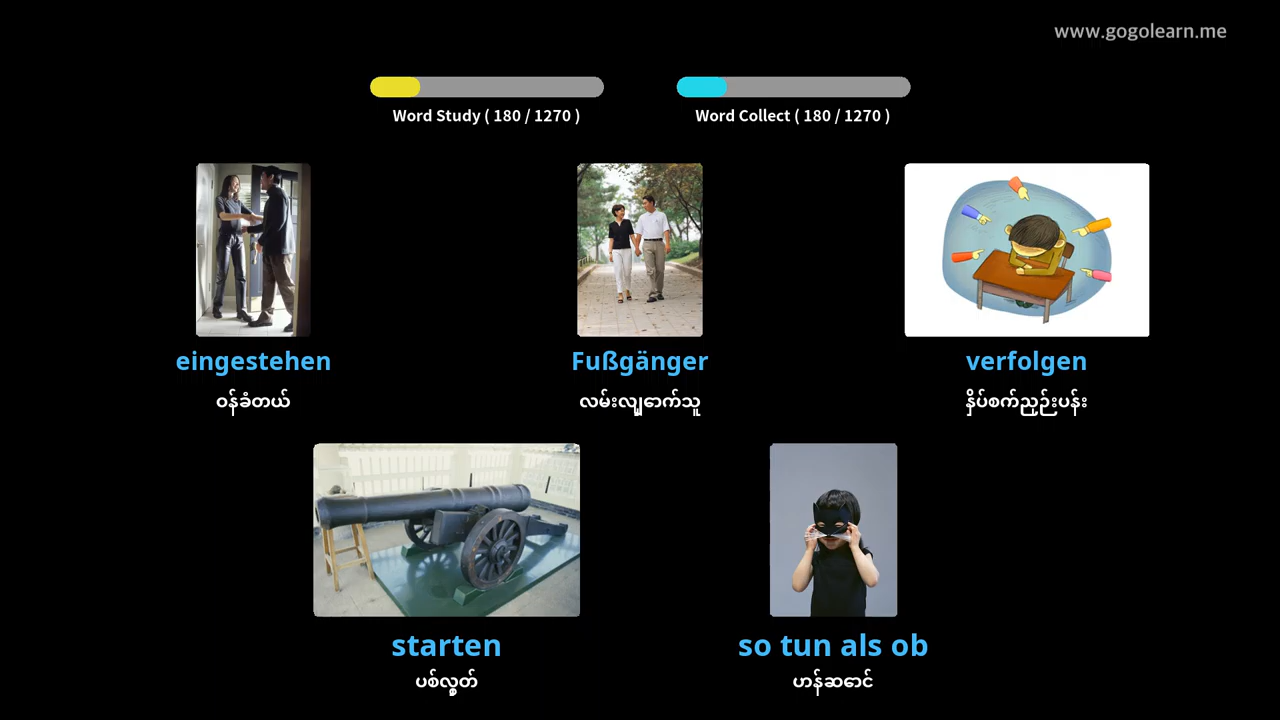 www.gogolearn.me
Word Study ( 180 / 1270 )
Word Collect ( 180 / 1270 )
eingestehen
Fußgänger
verfolgen
ဝန်ခံတယ်
လမ်းလျှောက်သူ
နှိပ်စက်ညှဉ်းပန်း
starten
so tun als ob
ပစ်လွှတ်
ဟန်ဆောင်